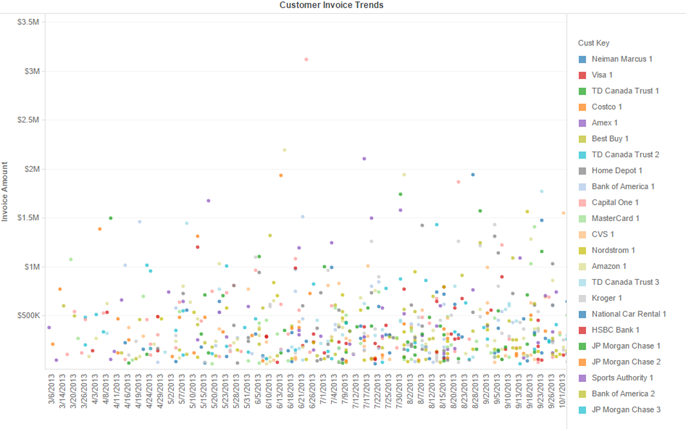 Customer Invoice Trends
$3.5M
$3M
$2.5M
$2M
$1.5M
$1M
$500K
Invoice Amount
3/6/2013
3/14/2013
3/20/2013
3/26/2013
4/3/2013
4/8/2013
4/11/2013
4/16/2013
4/24/2013
4/29/2013
5/2/2013
5/7/2013
5/10/2013
5/15/2013
5/20/2013
5/23/2013
5/28/2013
5/31/2013
6/5/2013
6/10/2013
6/13/2013
6/18/2013
6/21/2013
6/26/2013
7/1/2013
7/4/2013
7/9/2013
7/12/2013
7/17/2013
7/22/2013
7/25/2013
7/30/2013
8/2/2013
8/7/2013
8/12/2013
8/15/2013
8/20/2013
8/23/2013
8/28/2013
9/2/2013
9/5/2013
9/10/2013
9/13/2013
9/18/2013
9/23/2013
9/26/2013
10/1/2013
Cust Key
Neiman Marcus 1
Visa 1
TD Canada Trust 1
Costco 1
Amex 1
Best Buy 1
TD Canada Trust 2
Home Depot 1
Bank of America 1
Capital One 1
MasterCard 1
CVS 1
Nordstrom 1
Amazon 1
TD Canada Trust 3
Kroger 1
National Car Rental 1
HSBC Bank 1
JP Morgan Chase 1
JP Morgan Chase 2
Sports Authority 1
Bank of America 2
JP Morgan Chase 3